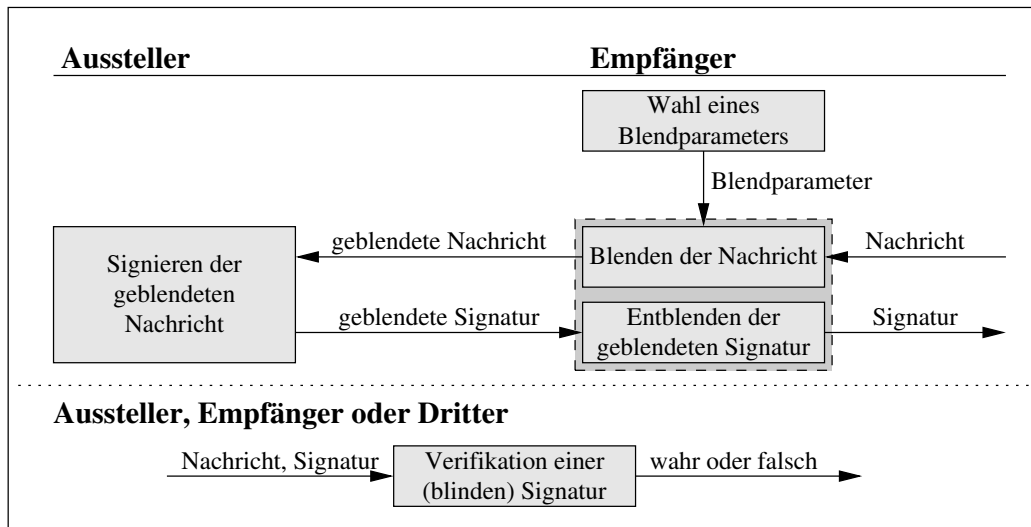 Aussteller
Empfänger
Wahl eines
Blendparameters
Blendparameter
geblendete Nachricht
Blenden der Nachricht
Nachricht
Signieren der
geblendeten
Nachricht
geblendete Signatur
Entblenden der
geblendeten Signatur
Signatur
Aussteller, Empfänger oder Dritter
Nachricht, Signatur
Verifikation einer
(blinden) Signatur
wahr oder falsch